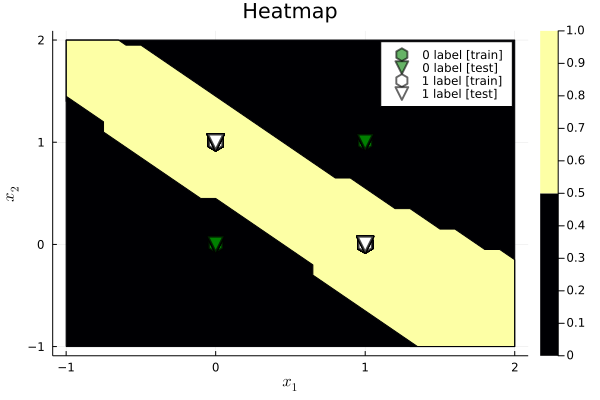 Heatmap
2
1
0
−1
x₂
−1
0
1
2
x₁
0 label [train]
0 label [test]
1 label [train]
1 label [test]
1.0
0.9
0.8
0.7
0.6
0.5
0.4
0.3
0.2
0.1
0